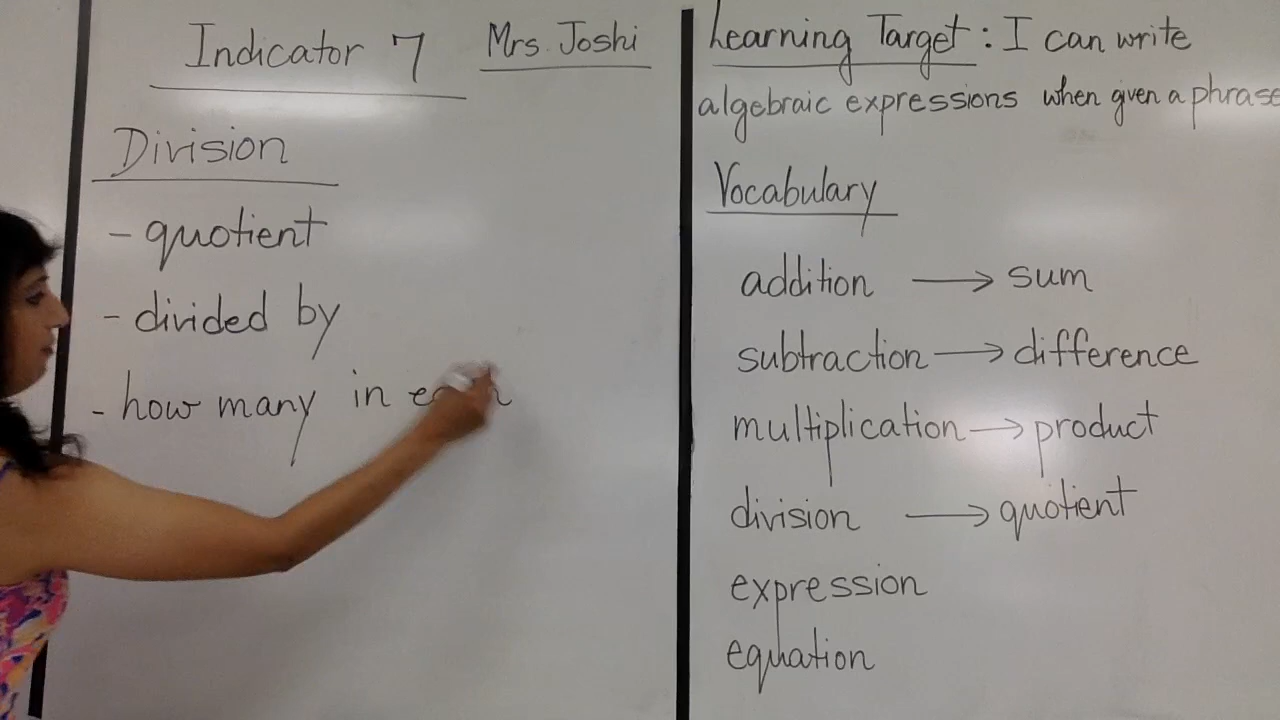 Indicator 7 Mrs. Joshi
Division
- quotient
- divided by
- how many in
Learning Target : I can write
algebraic expressions when given a phrase
Vocabulary
addition → sum
subtraction → difference
multiplication → product
division → quotient
expression
equation